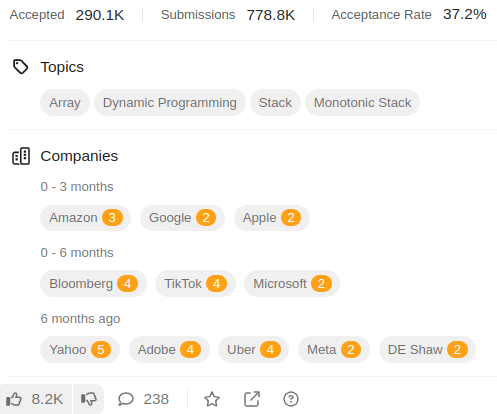 Accepted 290.1K Submissions 778.8K Acceptance Rate 37.2%
Topics
Array Dynamic Programming Stack Monotonic Stack
Companies
0 - 3 months
Amazon 3 Google 2 Apple 2
0 - 6 months
Bloomberg 4 TikTok 4 Microsoft 2
6 months ago
Yahoo 5 Adobe 4 Uber 4 Meta 2 DE Shaw 2
8.2K 238